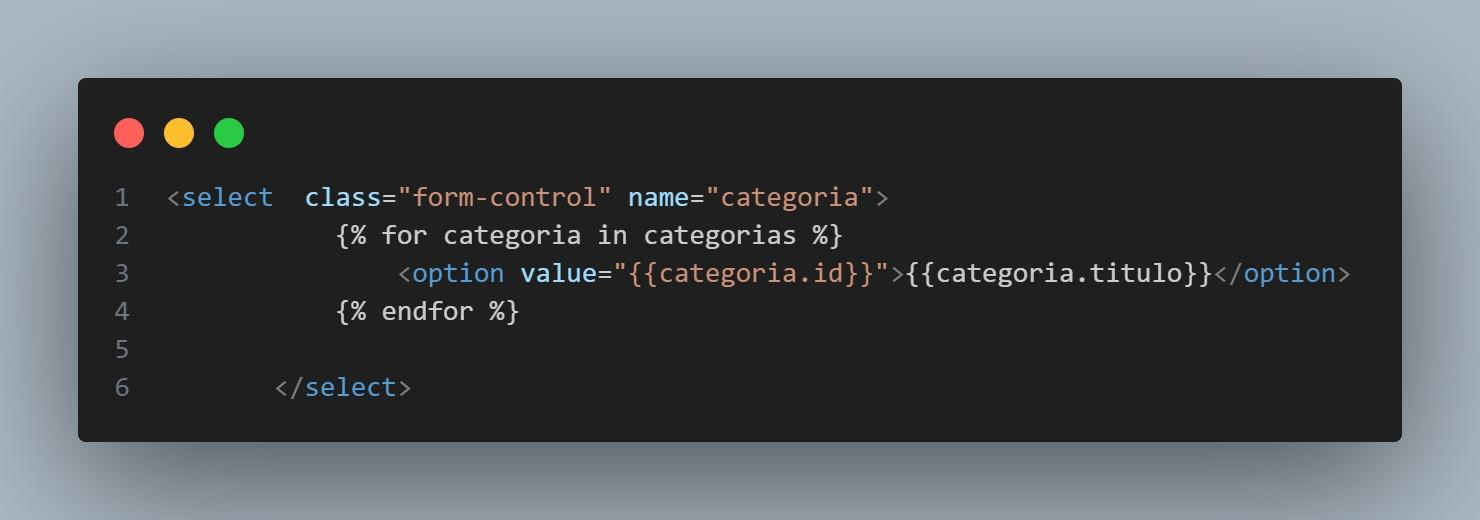 1 <select  class="form-control" name="categoria">
2 {% for categoria in categorias %}
3 <option value="{{categoria.id}}">{{categoria.titulo}}</option>
4 {% endfor %}
5
6 </select>